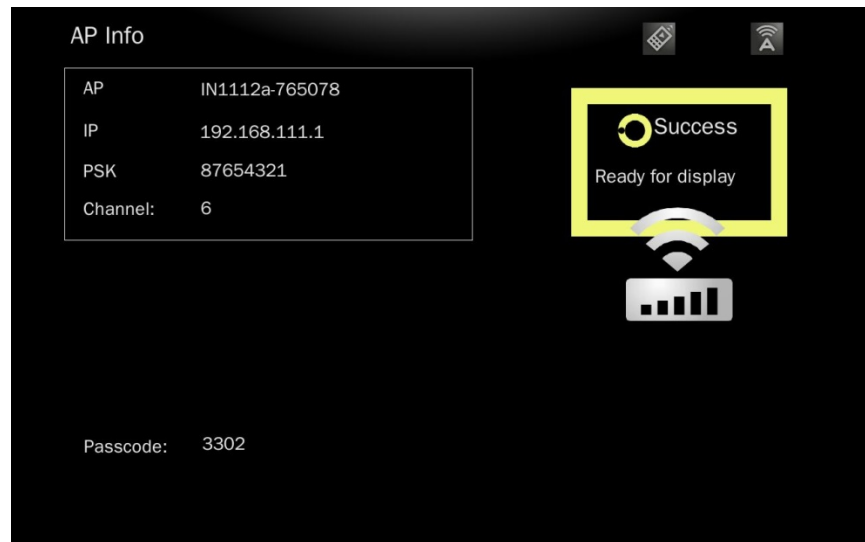 AP Info
AP IN1112a-765078
IP 192.168.111.1
PSK 87654321
Channel: 6
Success
Ready for display
Passcode: 3302